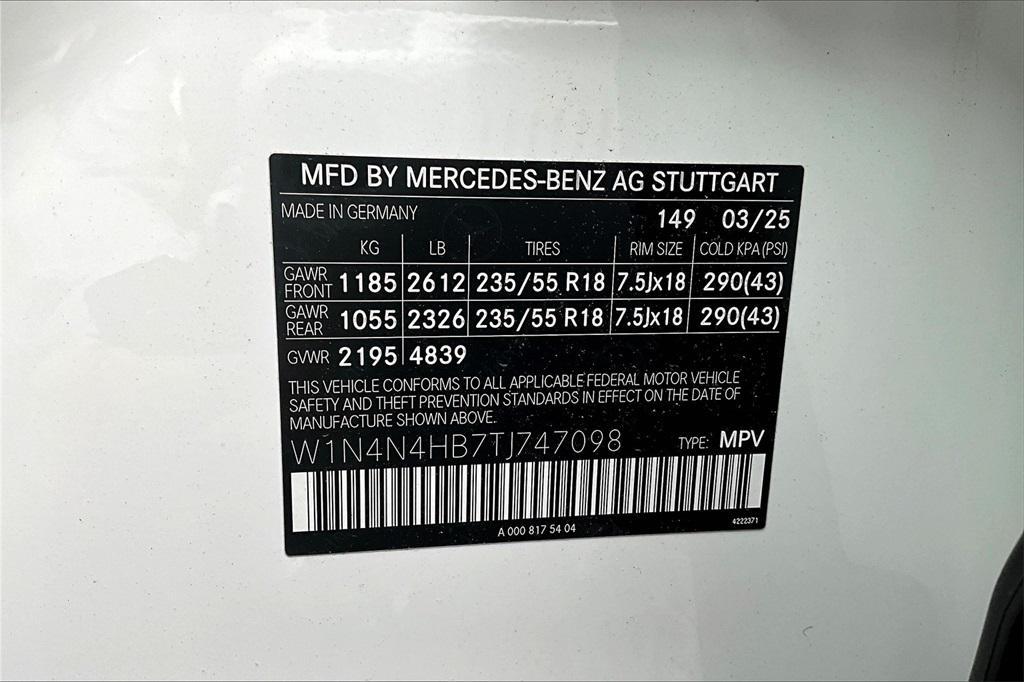 MFD BY MERCEDES-BENZ AG STUTTGART
MADE IN GERMANY 149 03/25
KG LB TIRES RIM SIZE COLD KPA (PSI)
GAWR FRONT 1185 2612 235/55 R18 7.5Jx18 290(43)
GAWR REAR 1055 2326 235/55 R18 7.5Jx18 290(43)
GVWR 2195 4839
THIS VEHICLE CONFORMS TO ALL APPLICABLE FEDERAL MOTOR VEHICLE
SAFETY AND THEFT PREVENTION STANDARDS IN EFFECT ON THE DATE OF
MANUFACTURE SHOWN ABOVE.
W1N4N4HB7TJ747098 TYPE: MPV
A 000 817 54 04 4222371